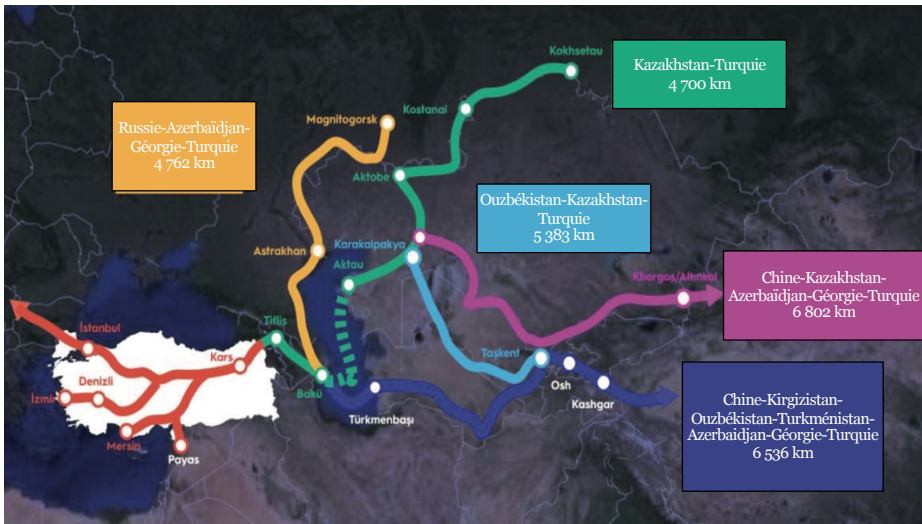 Kokhsetau
Kazakhstan-Turquie
4 700 km
Kostanai
Magnitogorsk
Russie-Azerbaïdjan-
Géorgie-Turquie
4 762 km
Aktobe
Ouzbékistan-Kazakhstan-
Turquie
5 383 km
Karakalpakya
Astrakhan
Aktau
Khorgos/Altınkol
Chine-Kazakhstan-
Azerbaïdjan-Géorgie-Turquie
6 802 km
Tiflis
İstanbul
Kars
Taşkent
Denizli
Bakü
Osh
İzmir
Kashgar
Türkmenbaşı
Chine-Kirgizistan-
Ouzbékistan-Turkménistan-
Azerbaidjan-Géorgie-Turquie
6 536 km
Mersin
Payas